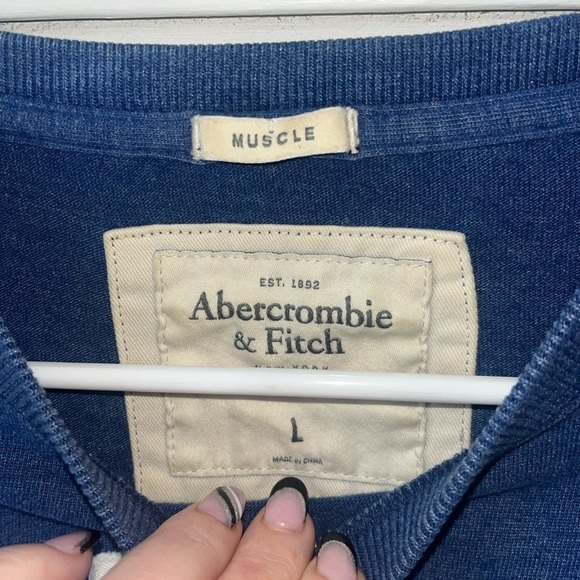 MUSCLE
EST. 1892
Abercrombie
& Fitch
NEW YORK
L
MADE IN CHINA